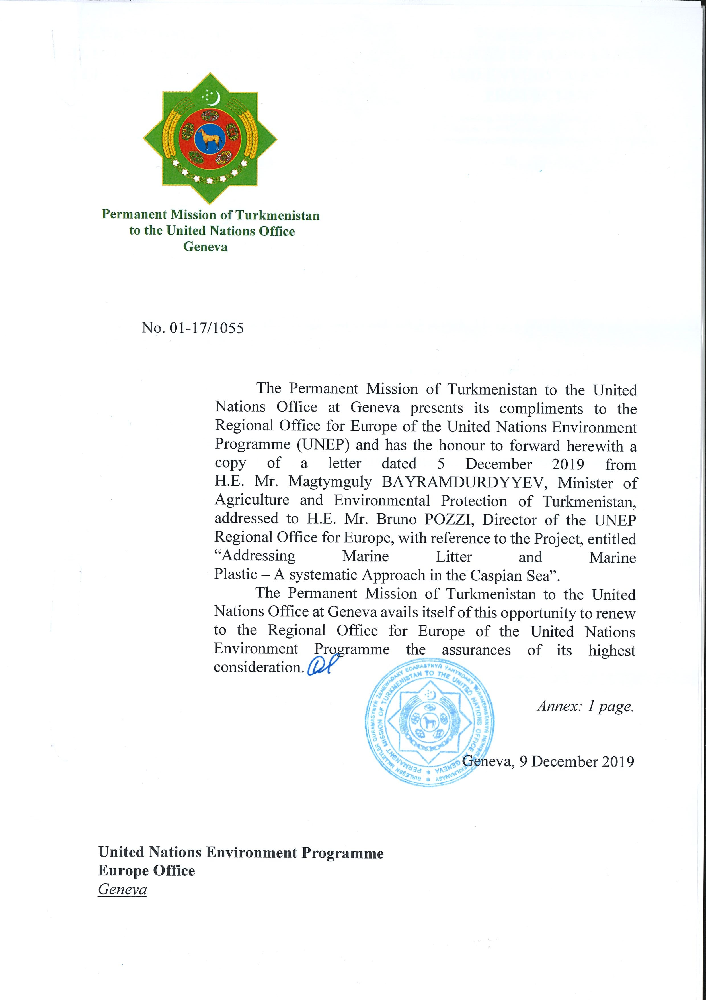 Permanent Mission of Turkmenistan
to the United Nations Office
Geneva
No. 01-17/1055
The Permanent Mission of Turkmenistan to the United
Nations Office at Geneva presents its compliments to the
Regional Office for Europe of the United Nations Environment
Programme (UNEP) and has the honour to forward herewith a
copy of a letter dated 5 December 2019 from
H.E. Mr. Magtymguly BAYRAMDURDYYEV, Minister of
Agriculture and Environmental Protection of Turkmenistan,
addressed to H.E. Mr. Bruno POZZI, Director of the UNEP
Regional Office for Europe, with reference to the Project, entitled
“Addressing Marine Litter and Marine
Plastic – A systematic Approach in the Caspian Sea”.
The Permanent Mission of Turkmenistan to the United
Nations Office at Geneva avails itself of this opportunity to renew
to the Regional Office for Europe of the United Nations
Environment Programme the assurances of its highest
consideration.
BIRLEŞEN MILLETLER GURAMASYNYŇ ŽENEWADAKY EDARASYNYŇ ÝANYNDAKY TÜRKMENISTANYŇ HEMIŞELIK WEKILHANASY
PERMANENT MISSION OF TURKMENISTAN TO THE UNITED NATIONS OFFICE AT GENEVA
Annex: 1 page.
Geneva, 9 December 2019
United Nations Environment Programme
Europe Office
Geneva